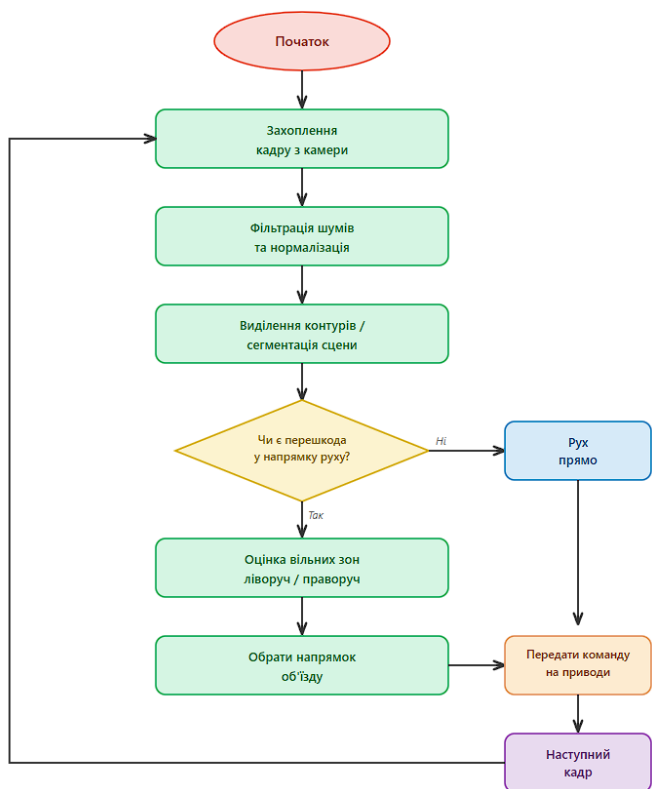 Початок
Захоплення
кадру з камери
Фільтрація шумів
та нормалізація
Виділення контурів /
сегментація сцени
Чи є перешкода
у напрямку руху?
Ні
Рух
прямо
Так
Оцінка вільних зон
ліворуч / праворуч
Обрати напрямок
об'їзду
Передати команду
на приводи
Наступний
кадр